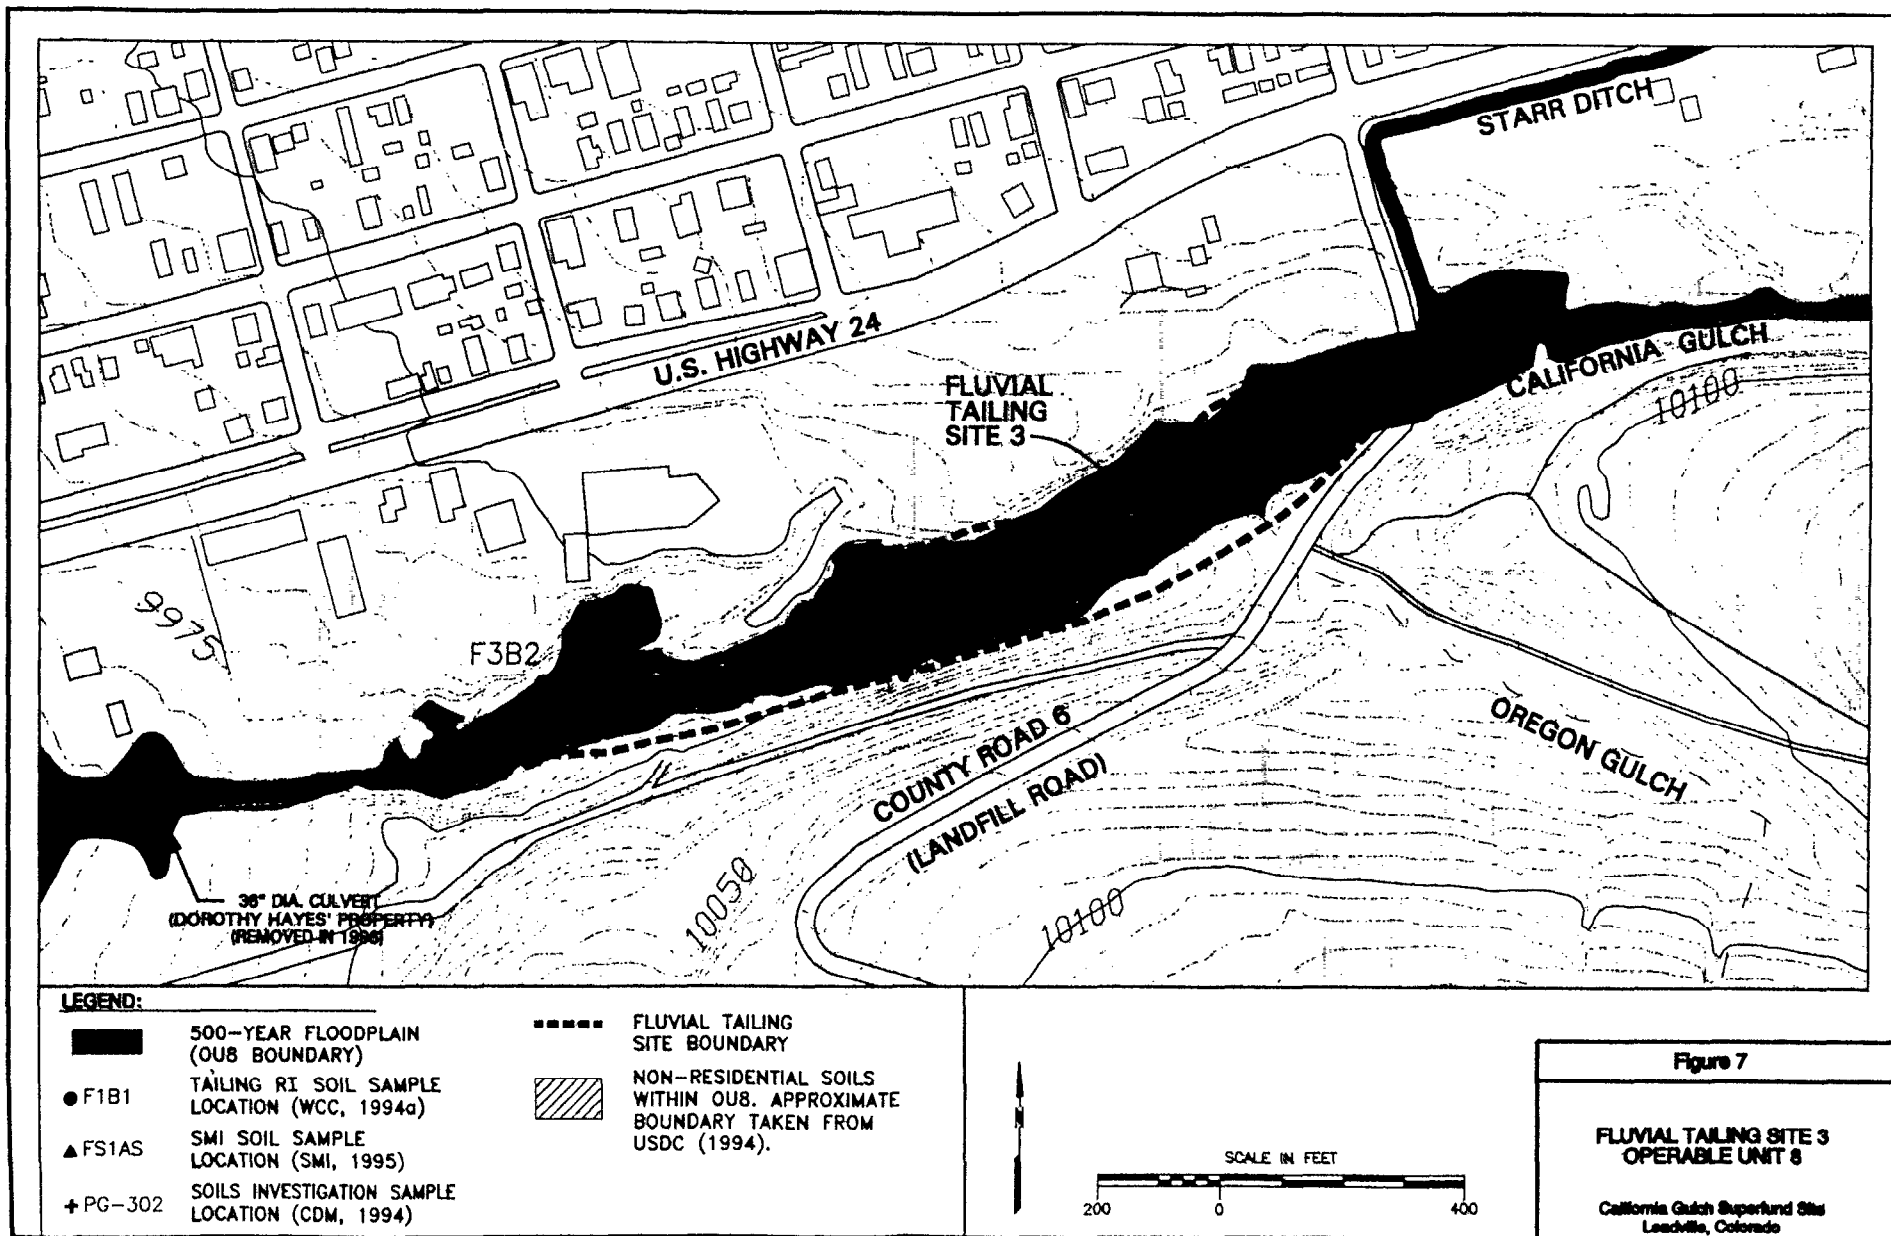 STARR DITCH
U.S. HIGHWAY 24
FLUVIAL
TAILING
SITE 3
CALIFORNIA GULCH
10100
9975
F3B2
OREGON GULCH
COUNTY ROAD 6
(LANDFILL ROAD)
36" DIA. CULVERT
(DOROTHY HAYES' PROPERTY)
(REMOVED IN 1996)
10050
10100
LEGEND:
500-YEAR FLOODPLAIN
(OU8 BOUNDARY)
F1B1
TAILING RI SOIL SAMPLE
LOCATION (WCC, 1994a)
FS1AS
SMI SOIL SAMPLE
LOCATION (SMI, 1995)
PG-302
SOILS INVESTIGATION SAMPLE
LOCATION (CDM, 1994)
FLUVIAL TAILING
SITE BOUNDARY
NON-RESIDENTIAL SOILS
WITHIN OU8. APPROXIMATE
BOUNDARY TAKEN FROM
USDC (1994).
SCALE IN FEET
200 0 400
Figure 7
FLUVIAL TAILING SITE 3
OPERABLE UNIT 8
California Gulch Superfund Site
Leadville, Colorado